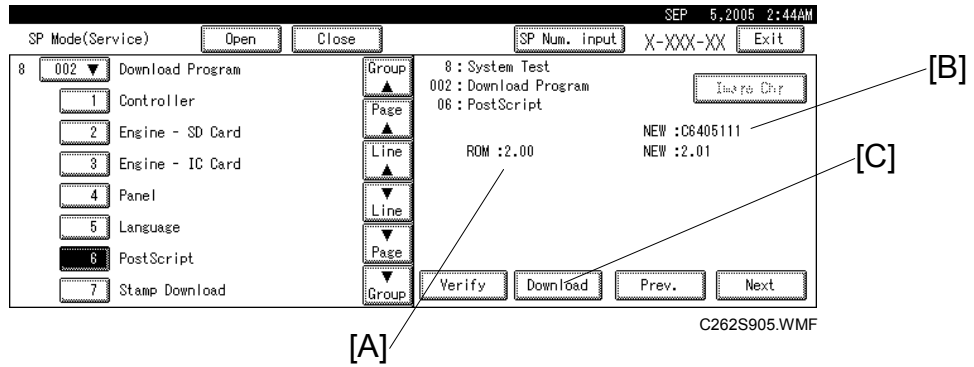 SEP 5,2005 2:44AM
SP Mode(Service) Open Close SP Num. input X-XXX-XX Exit
8 002 ▼ Download Program
1 Controller
2 Engine - SD Card
3 Engine - IC Card
4 Panel
5 Language
6 PostScript
7 Stamp Download
Group ▲
Page ▲
Line ▲
▼ Line
▼ Page
▼ Group
8 : System Test
002 : Download Program
06 : PostScript
NEW :C6405111
ROM :2.00 NEW :2.01
Verify Download Prev. Next
[A]
[B]
[C]
C262S905.WMF